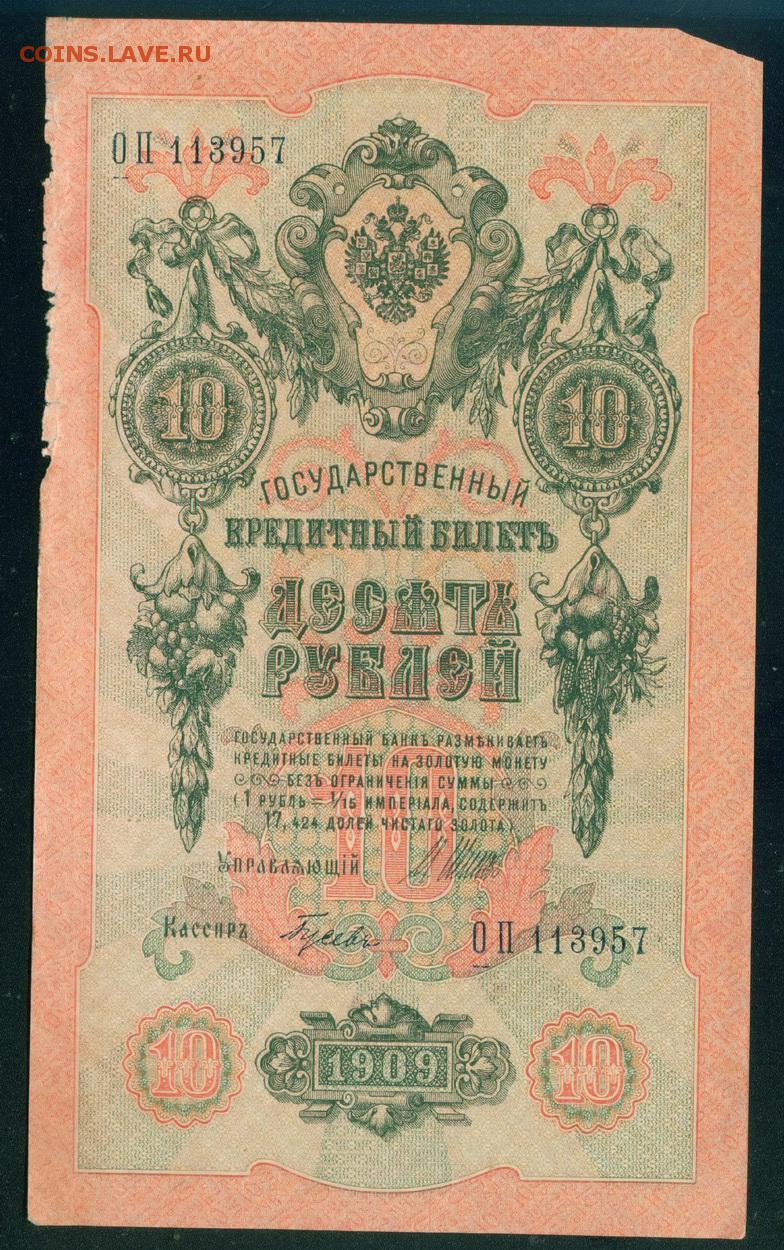 COINS.LAVE.RU
ОП 113957
10 10
ГОСУДАРСТВЕННЫЙ
КРЕДИТНЫЙ БИЛЕТЪ
ДЕСЯТЬ
РУБЛЕЙ
ГОСУДАРСТВЕННЫЙ БАНКЪ РАЗМѢНИВАЕТЪ
КРЕДИТНЫЕ БИЛЕТЫ НА ЗОЛОТУЮ МОНЕТУ
БЕЗЪ ОГРАНИЧЕНІЯ СУММЫ
(1 РУБЛЬ = 1/15 ИМПЕРІАЛА, СОДЕРЖИТЪ
17,424 ДОЛЕЙ ЧИСТАГО ЗОЛОТА)
10
УПРАВЛЯЮЩІЙ
КАССИРЪ Гусевъ
ОП 113957
10 1909 10